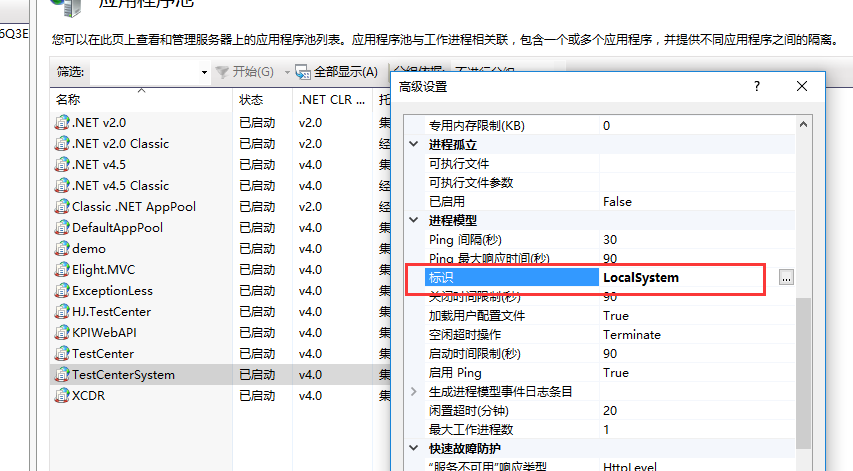 应用程序池
6Q3E
您可以在此页上查看和管理服务器上的应用程序池列表。应用程序池与工作进程相关联，包含一个或多个应用程序，并提供不同应用程序之间的隔离。
筛选: 开始(G) 全部显示(A) 分组依据: 不进行分组
名称 状态 .NET CLR ... 托
.NET v2.0 已启动 v2.0 集
.NET v2.0 Classic 已启动 v2.0 经
.NET v4.5 已启动 v4.0 集
.NET v4.5 Classic 已启动 v4.0 经
Classic .NET AppPool 已启动 v2.0 经
DefaultAppPool 已启动 v4.0 集
demo 已启动 v4.0 集
Elight.MVC 已启动 v4.0 集
ExceptionLess 已启动 v4.0 集
HJ.TestCenter 已启动 v4.0 集
KPIWebAPI 已启动 v4.0 集
TestCenter 已启动 v4.0 集
TestCenterSystem 已启动 v4.0 集
XCDR 已启动 v4.0 集
高级设置 ?
专用内存限制(KB) 0
进程孤立
可执行文件
可执行文件参数
已启用 False
进程模型
Ping 间隔(秒) 30
Ping 最大响应时间(秒) 90
标识 LocalSystem ...
关闭时间限制(秒) 90
加载用户配置文件 True
空闲超时操作 Terminate
启动时间限制(秒) 90
启用 Ping True
生成进程模型事件日志条目
闲置超时(分钟) 20
最大工作进程数 1
快速故障防护
“服务不可用”响应类型 HttpLevel